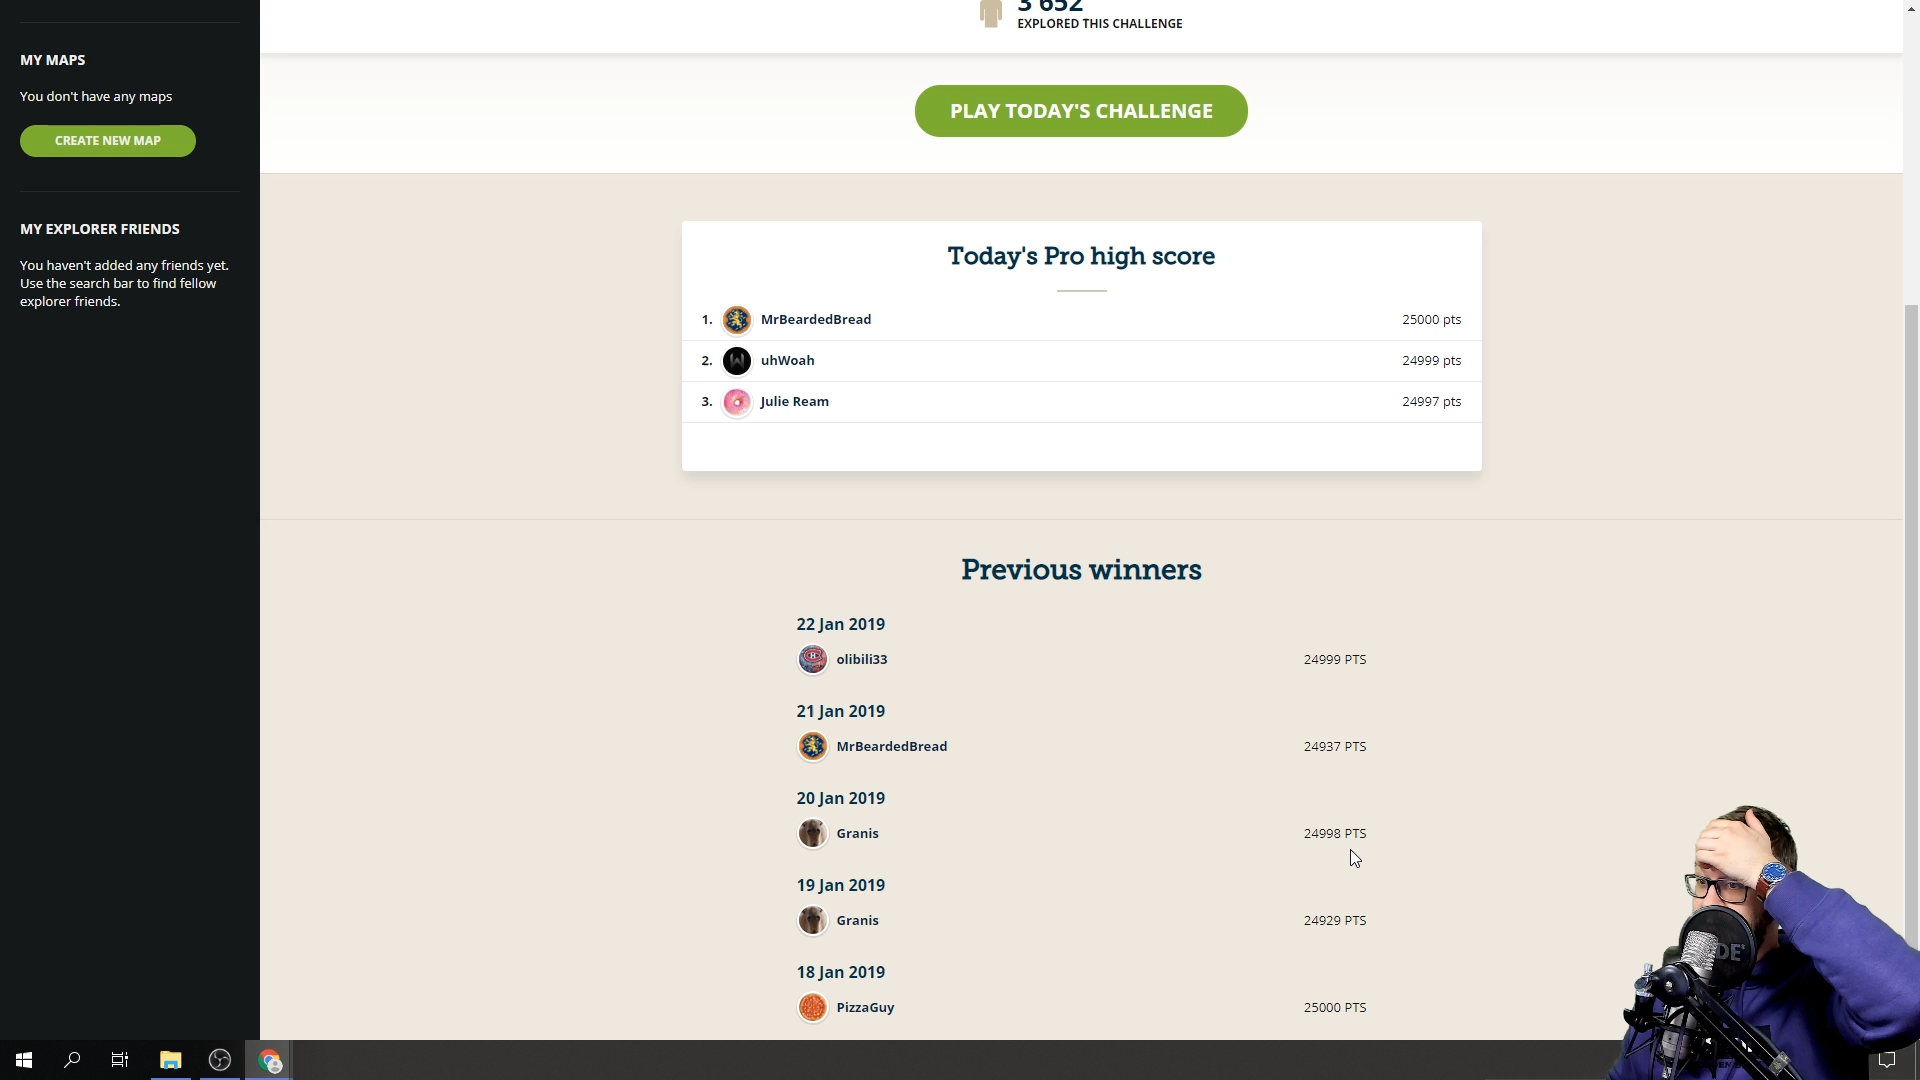 3 652
EXPLORED THIS CHALLENGE
MY MAPS
You don't have any maps
CREATE NEW MAP
MY EXPLORER FRIENDS
You haven't added any friends yet.
Use the search bar to find fellow
explorer friends.
PLAY TODAY'S CHALLENGE
Today's Pro high score
1. MrBeardedBread 25000 pts
2. uhWoah 24999 pts
3. Julie Ream 24997 pts
Previous winners
22 Jan 2019
olibili33 24999 PTS
21 Jan 2019
MrBeardedBread 24937 PTS
20 Jan 2019
Granis 24998 PTS
19 Jan 2019
Granis 24929 PTS
18 Jan 2019
PizzaGuy 25000 PTS